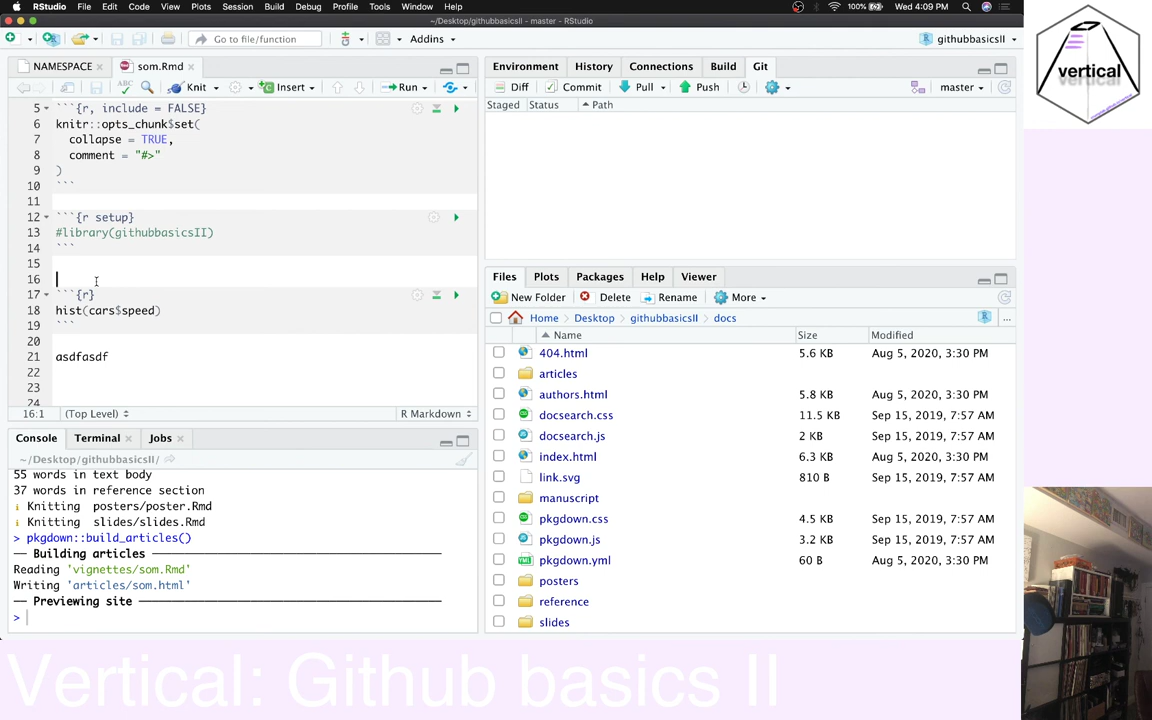 RStudio File Edit Code View Plots Session Build Debug Profile Tools Window Help 100% Wed 4:09 PM
~/Desktop/githubbasicsII - master - RStudio
Go to file/function Addins githubbasicsII
NAMESPACE som.Rmd
Knit Insert Run
5 ```{r, include = FALSE}
6 knitr::opts_chunk$set(
7 collapse = TRUE,
8 comment = "#>"
9 )
10 ```
11
12 ```{r setup}
13 #library(githubbasicsII)
14 ```
15
16
17 ```{r}
18 hist(cars$speed)
19 ```
20
21 asdfasdf
22
23
24
16:1 (Top Level) R Markdown
Console Terminal Jobs
~/Desktop/githubbasicsII/
55 words in text body
37 words in reference section
i Knitting posters/poster.Rmd
i Knitting slides/slides.Rmd
> pkgdown::build_articles()
── Building articles ──
Reading 'vignettes/som.Rmd'
Writing 'articles/som.html'
── Previewing site ──
>
Environment History Connections Build Git
Diff Commit Pull Push master
Staged Status Path
Files Plots Packages Help Viewer
New Folder Delete Rename More
Home Desktop githubbasicsII docs ...
Name Size Modified
404.html 5.6 KB Aug 5, 2020, 3:30 PM
articles
authors.html 5.8 KB Aug 5, 2020, 3:30 PM
docsearch.css 11.5 KB Sep 15, 2019, 7:57 AM
docsearch.js 2 KB Sep 15, 2019, 7:57 AM
index.html 6.3 KB Aug 5, 2020, 3:30 PM
link.svg 810 B Sep 15, 2019, 7:57 AM
manuscript
pkgdown.css 4.5 KB Sep 15, 2019, 7:57 AM
pkgdown.js 3.2 KB Sep 15, 2019, 7:57 AM
pkgdown.yml 60 B Aug 5, 2020, 3:30 PM
posters
reference
slides
vertical
Vertical: Github basics II